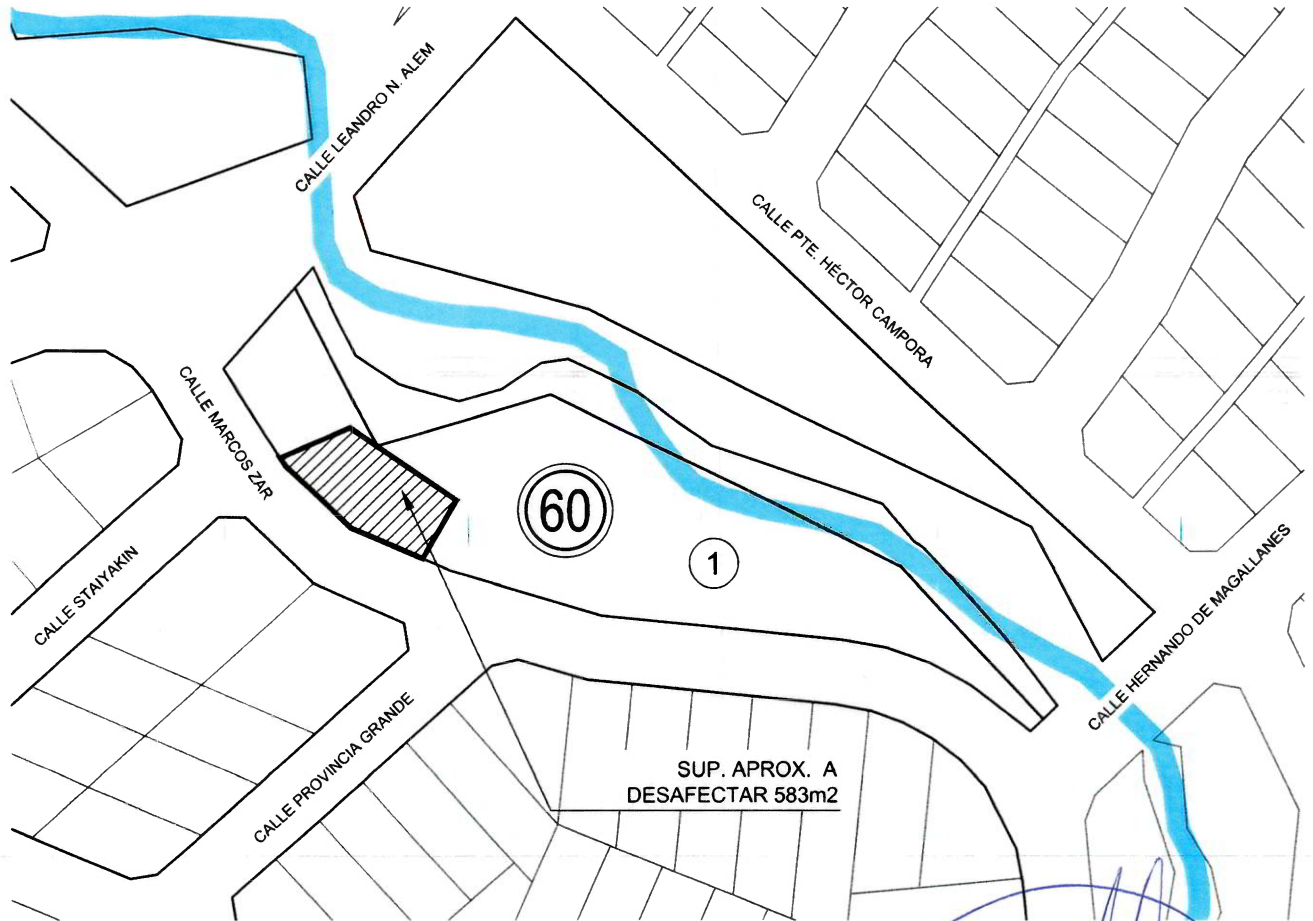 CALLE LEANDRO N. ALEM
CALLE PTE. HÉCTOR CAMPORA
CALLE MARCOS ZAR
60
1
CALLE STAIYAKIN
CALLE HERNANDO DE MAGALLANES
CALLE PROVINCIA GRANDE
SUP. APROX. A
DESAFECTAR 583m2